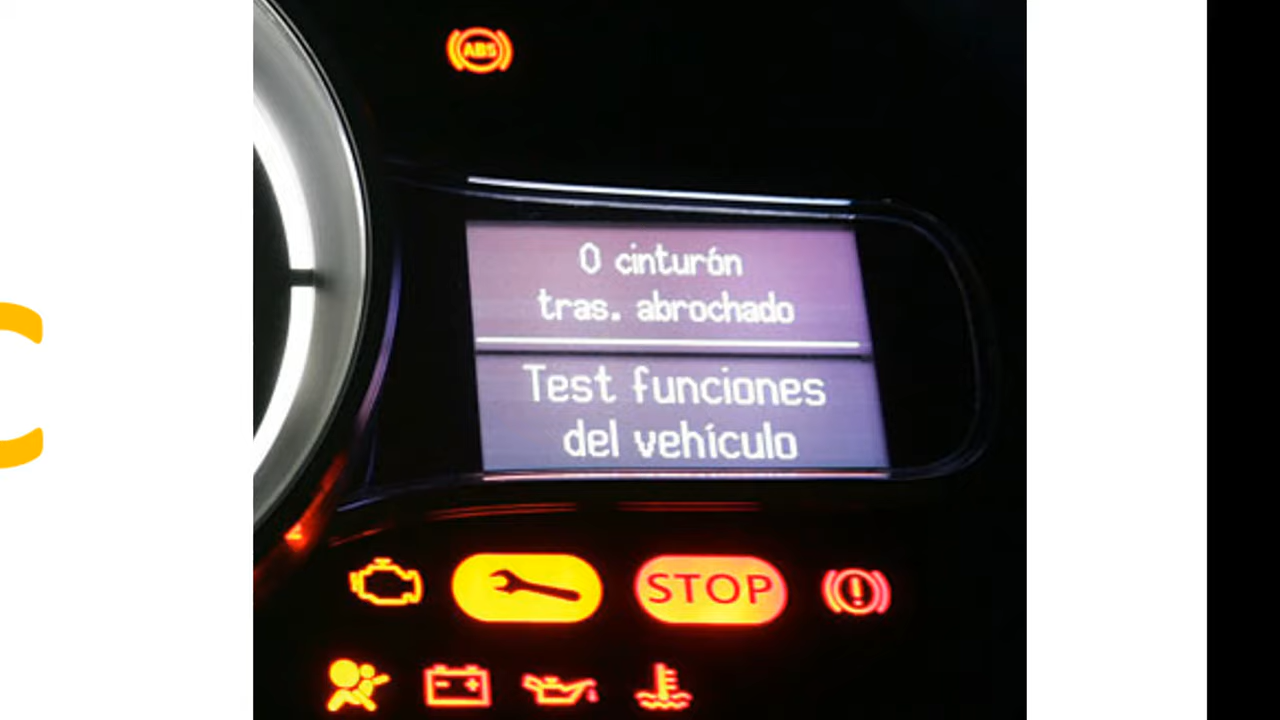 ABS
0 cinturón
tras. abrochado
Test funciones
del vehículo
STOP